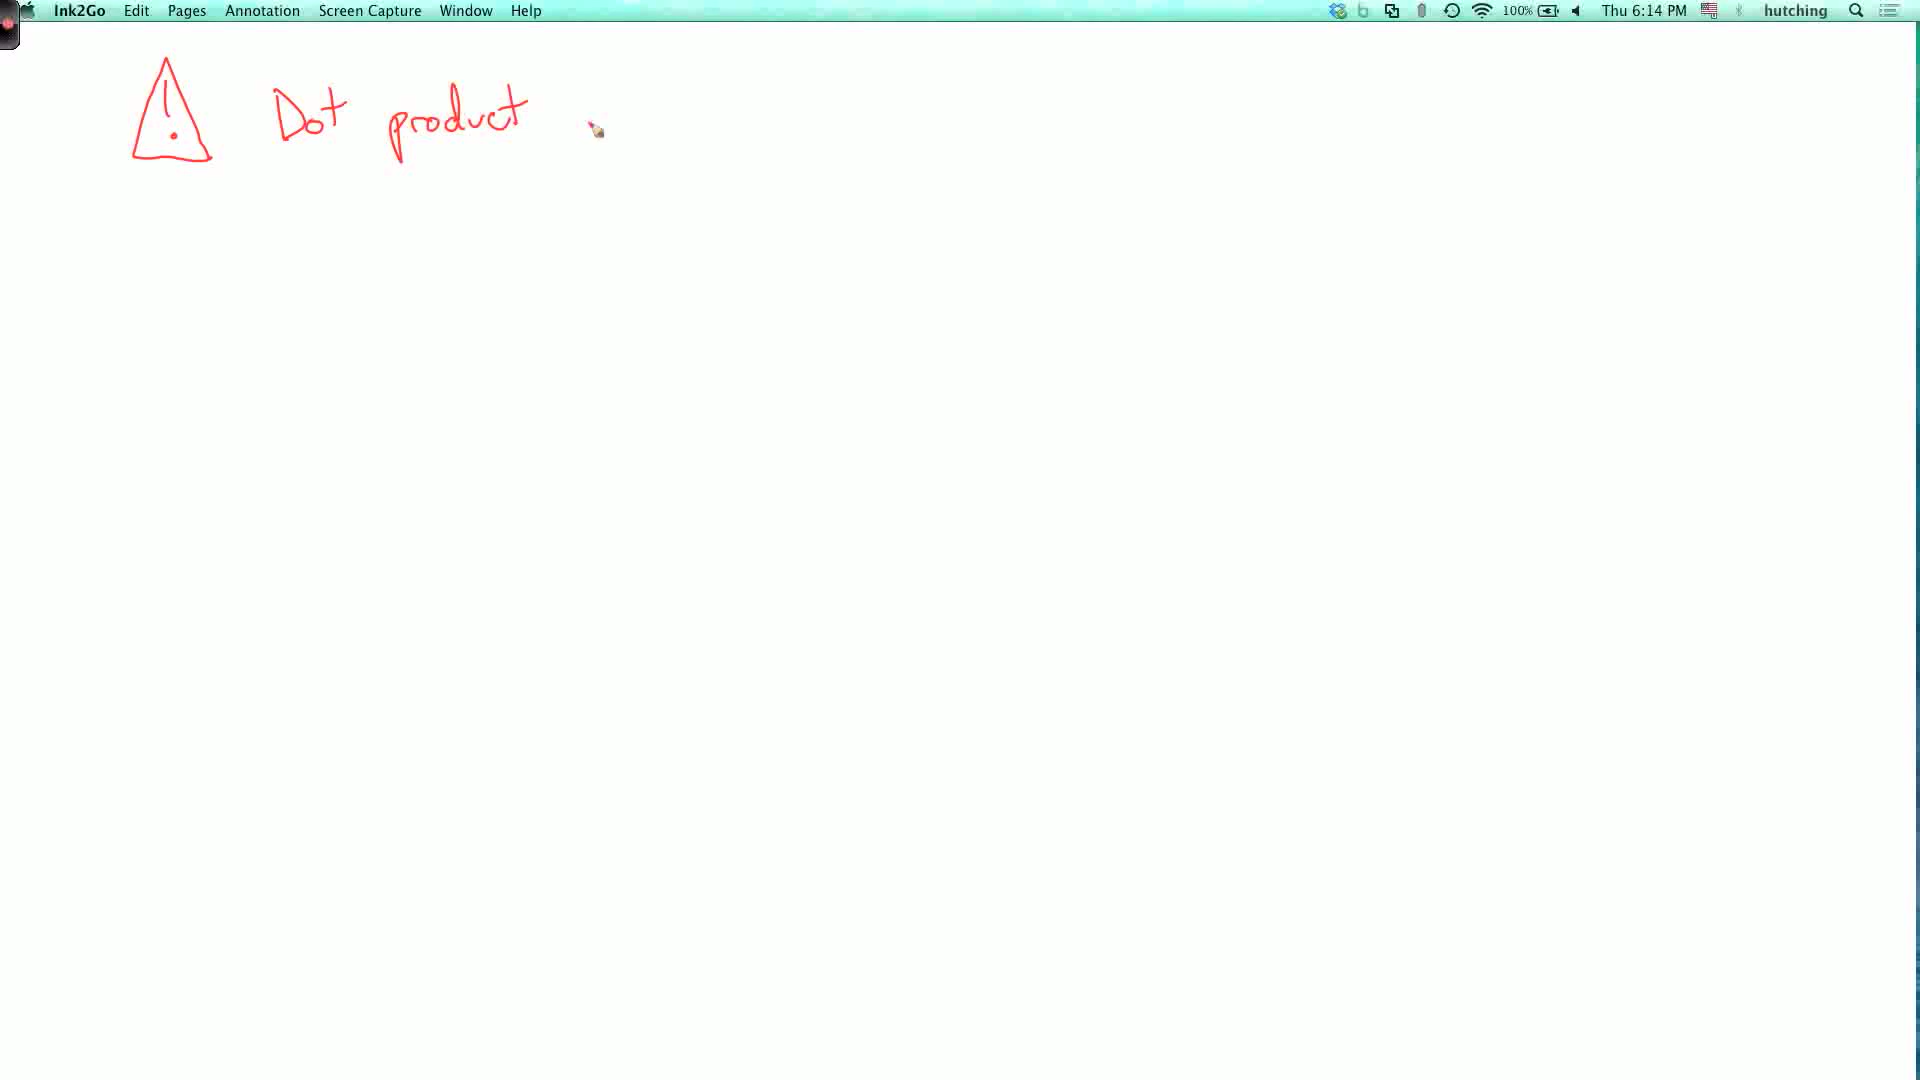 Ink2Go Edit Pages Annotation Screen Capture Window Help 100% Thu 6:14 PM hutching
! Dot product